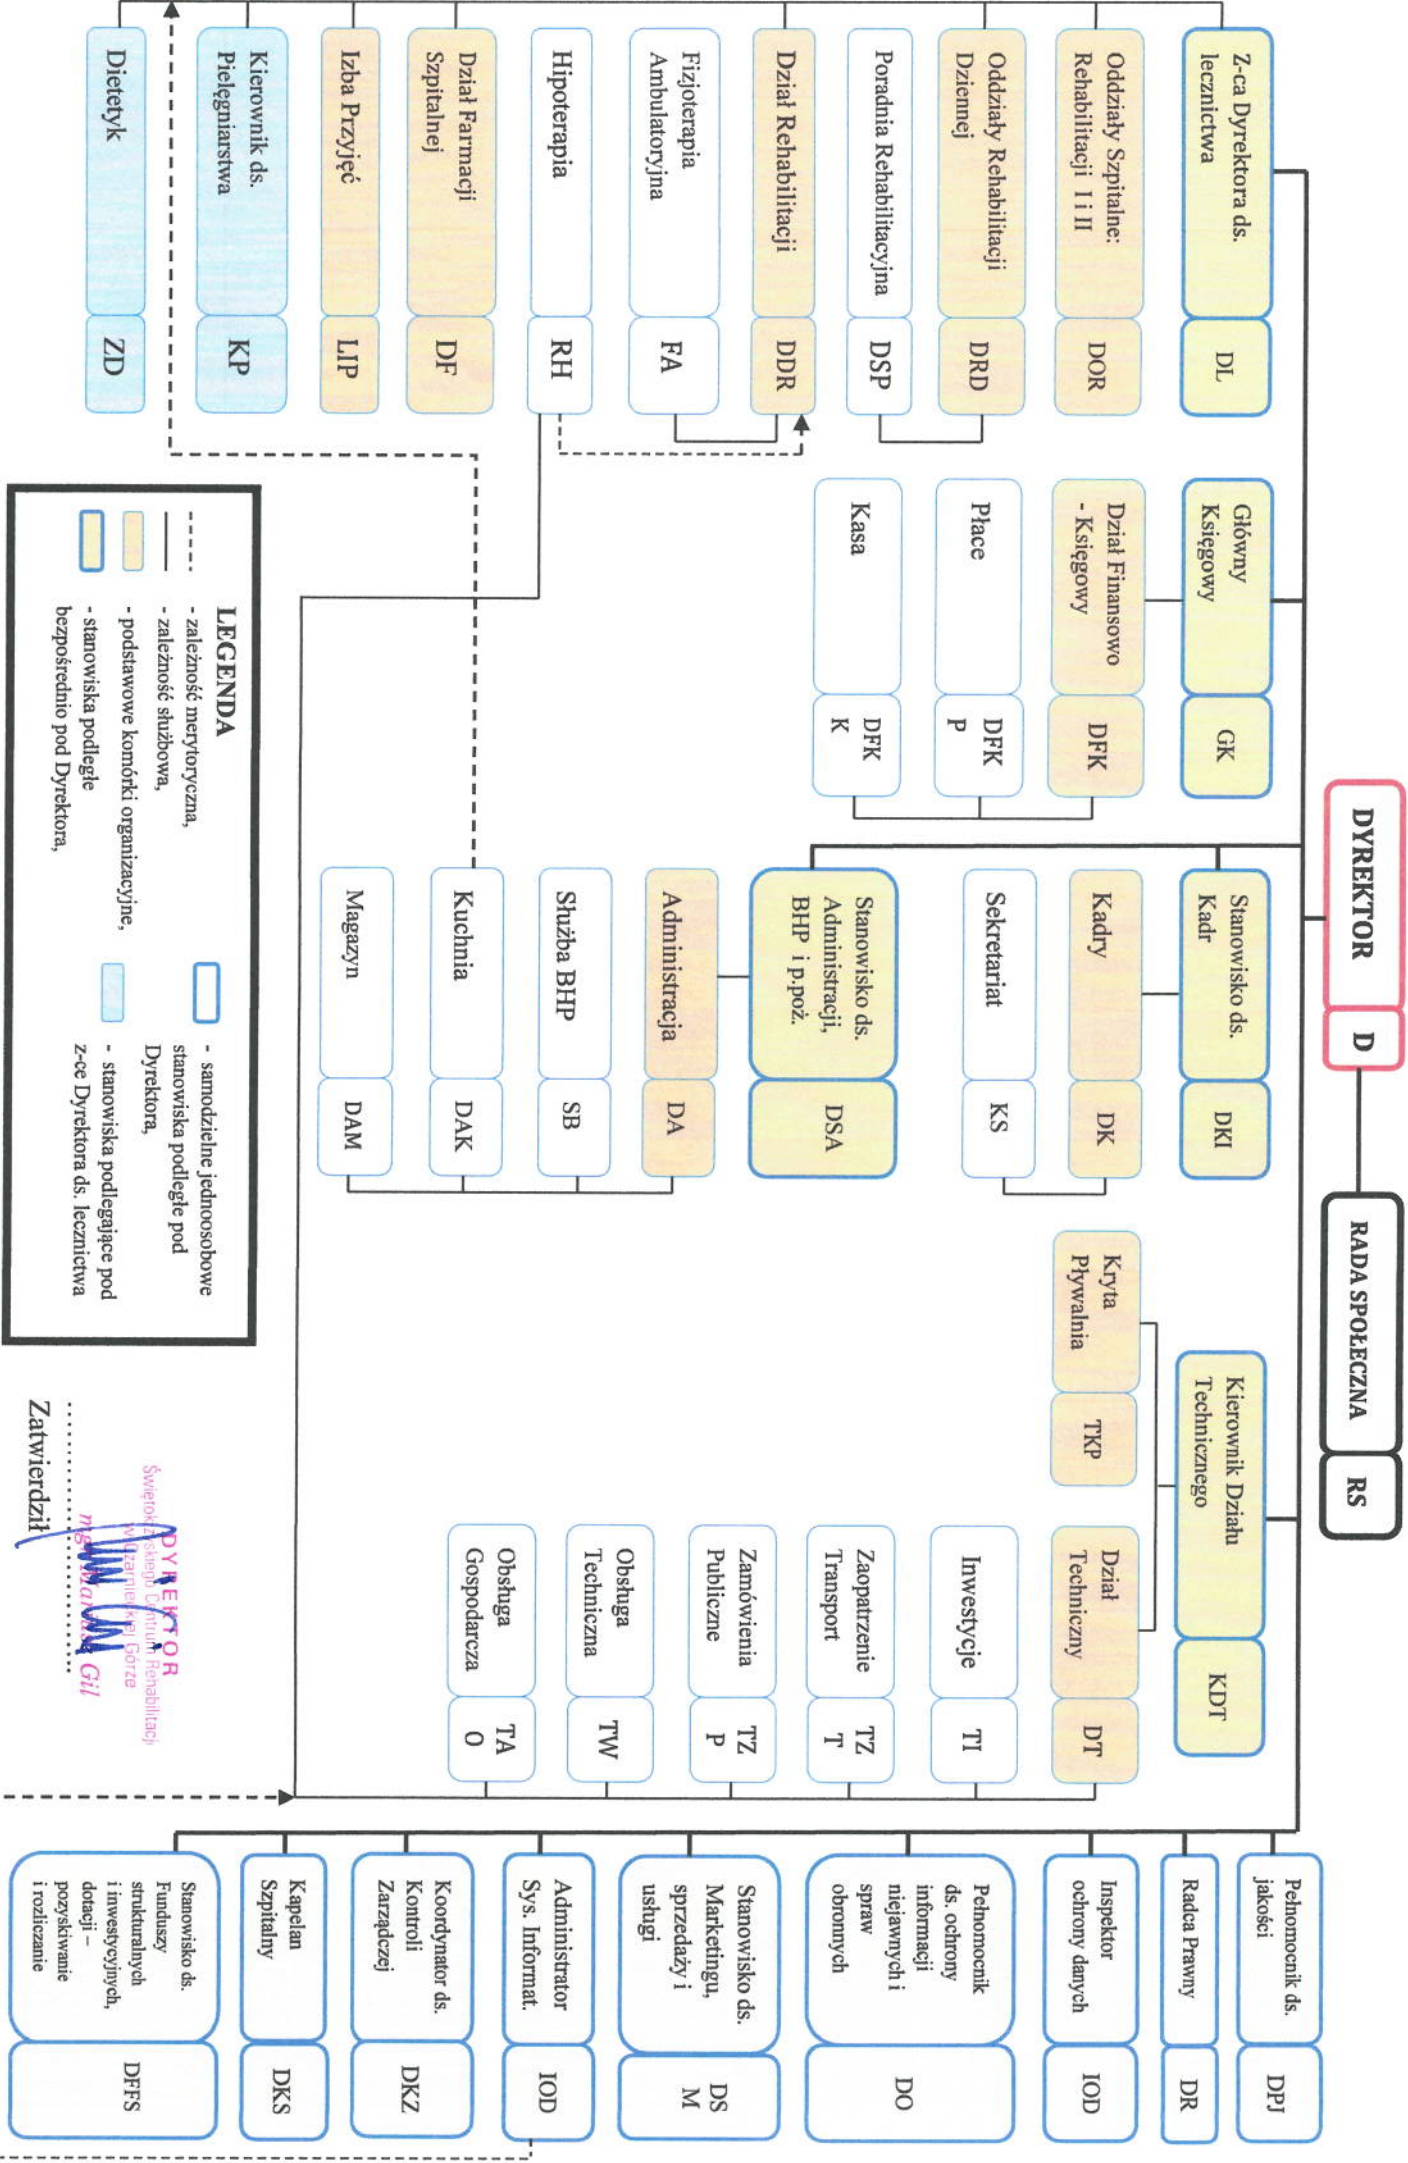 DYREKTOR
D
RADA SPOŁECZNA
RS
Z-ca Dyrektora ds.
lecznictwa
DL
Oddziały Szpitalne:
Rehabilitacji I i II
DOR
Oddziały Rehabilitacji
Dziennej
DRD
Poradnia Rehabilitacyjna
DSP
Dział Rehabilitacji
DDR
Fizjoterapia
Ambulatoryjna
FA
Hipoterapia
RH
Dział Farmacji
Szpitalnej
DF
Izba Przyjęć
LIP
Kierownik ds.
Pielęgniarstwa
KP
Dietetyk
ZD
Główny
Księgowy
GK
Dział Finansowo
- Księgowy
DFK
Płace
DFK
P
Kasa
DFK
K
Stanowisko ds.
Kadr
DKI
Kadry
DK
Sekretariat
KS
Stanowisko ds.
Administracji,
BHP i p.poż.
DSA
Administracja
DA
Służba BHP
SB
Kuchnia
DAK
Magazyn
DAM
Kierownik Działu
Technicznego
KDT
Kryta
Pływalnia
TKP
Dział
Techniczny
DT
Inwestycje
TI
Zaopatrzenie
Transport
TZ
T
Zamówienia
Publiczne
TZ
P
Obsługa
Techniczna
TW
Obsługa
Gospodarcza
TA
O
Pełnomocnik ds.
jakości
DPJ
Radca Prawny
DR
Inspektor
ochrony danych
IOD
Pełnomocnik
ds. ochrony
informacji
niejawnych i
spraw
obronnych
DO
Stanowisko ds.
Marketingu,
sprzedaży i
usługi
DS
M
Administrator
Sys. Informat.
IOD
Koordynator ds.
Kontroli
Zarządczej
DKZ
Kapelan
Szpitalny
DKS
Stanowisko ds.
Funduszy
strukturalnych
i inwestycyjnych,
dotacji –
pozyskiwanie
i rozliczanie
DFFS
LEGENDA
- zależność merytoryczna,
- zależność służbowa,
- podstawowe komórki organizacyjne,
- stanowiska podległe
bezpośrednio pod Dyrektora,
- samodzielne jednoosobowe
stanowiska podległe pod
Dyrektora,
- stanowiska podlegające pod
z-ce Dyrektora ds. lecznictwa
DYREKTOR
Świętokrzyskiego Centrum Rehabilitacji
w Czarnieckiej Górze
Gil
Zatwierdził